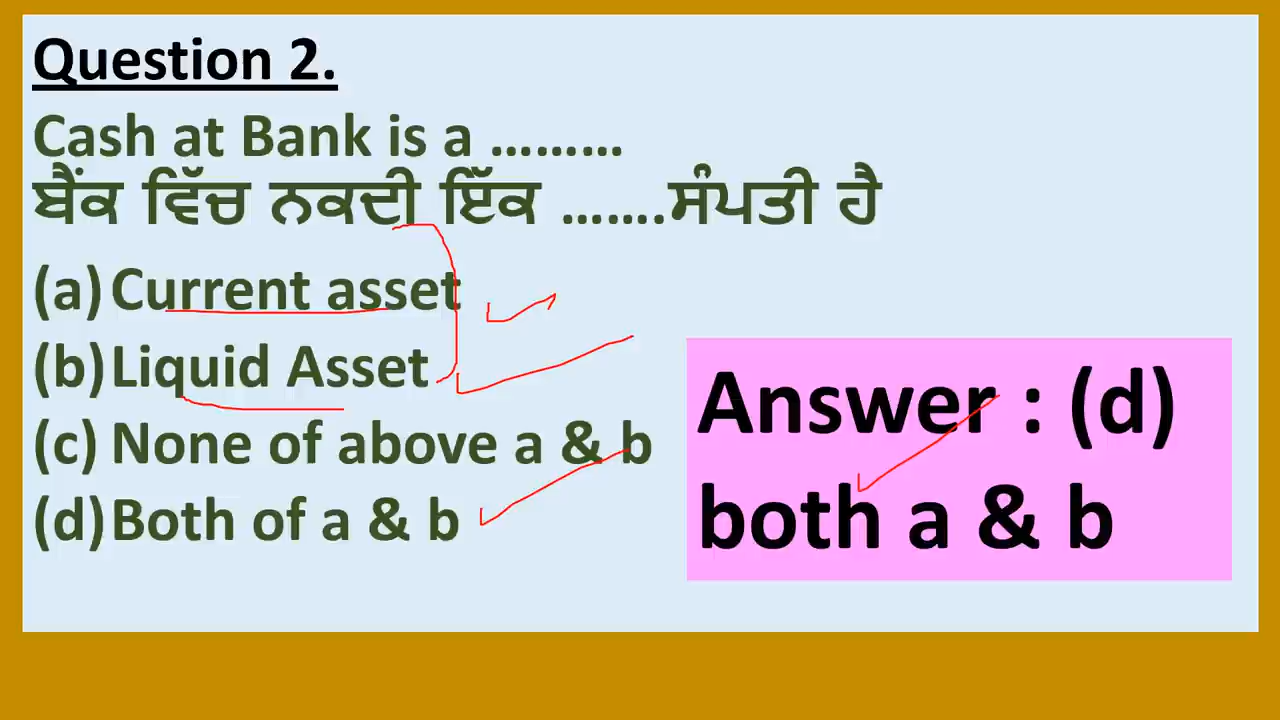 Question 2.
Cash at Bank is a .........
ਬੈਂਕ ਵਿੱਚ ਨਕਦੀ ਇੱਕ .......ਸੰਪਤੀ ਹੈ
(a) Current asset
(b) Liquid Asset
(c) None of above a & b
(d) Both of a & b
Answer : (d)
both a & b